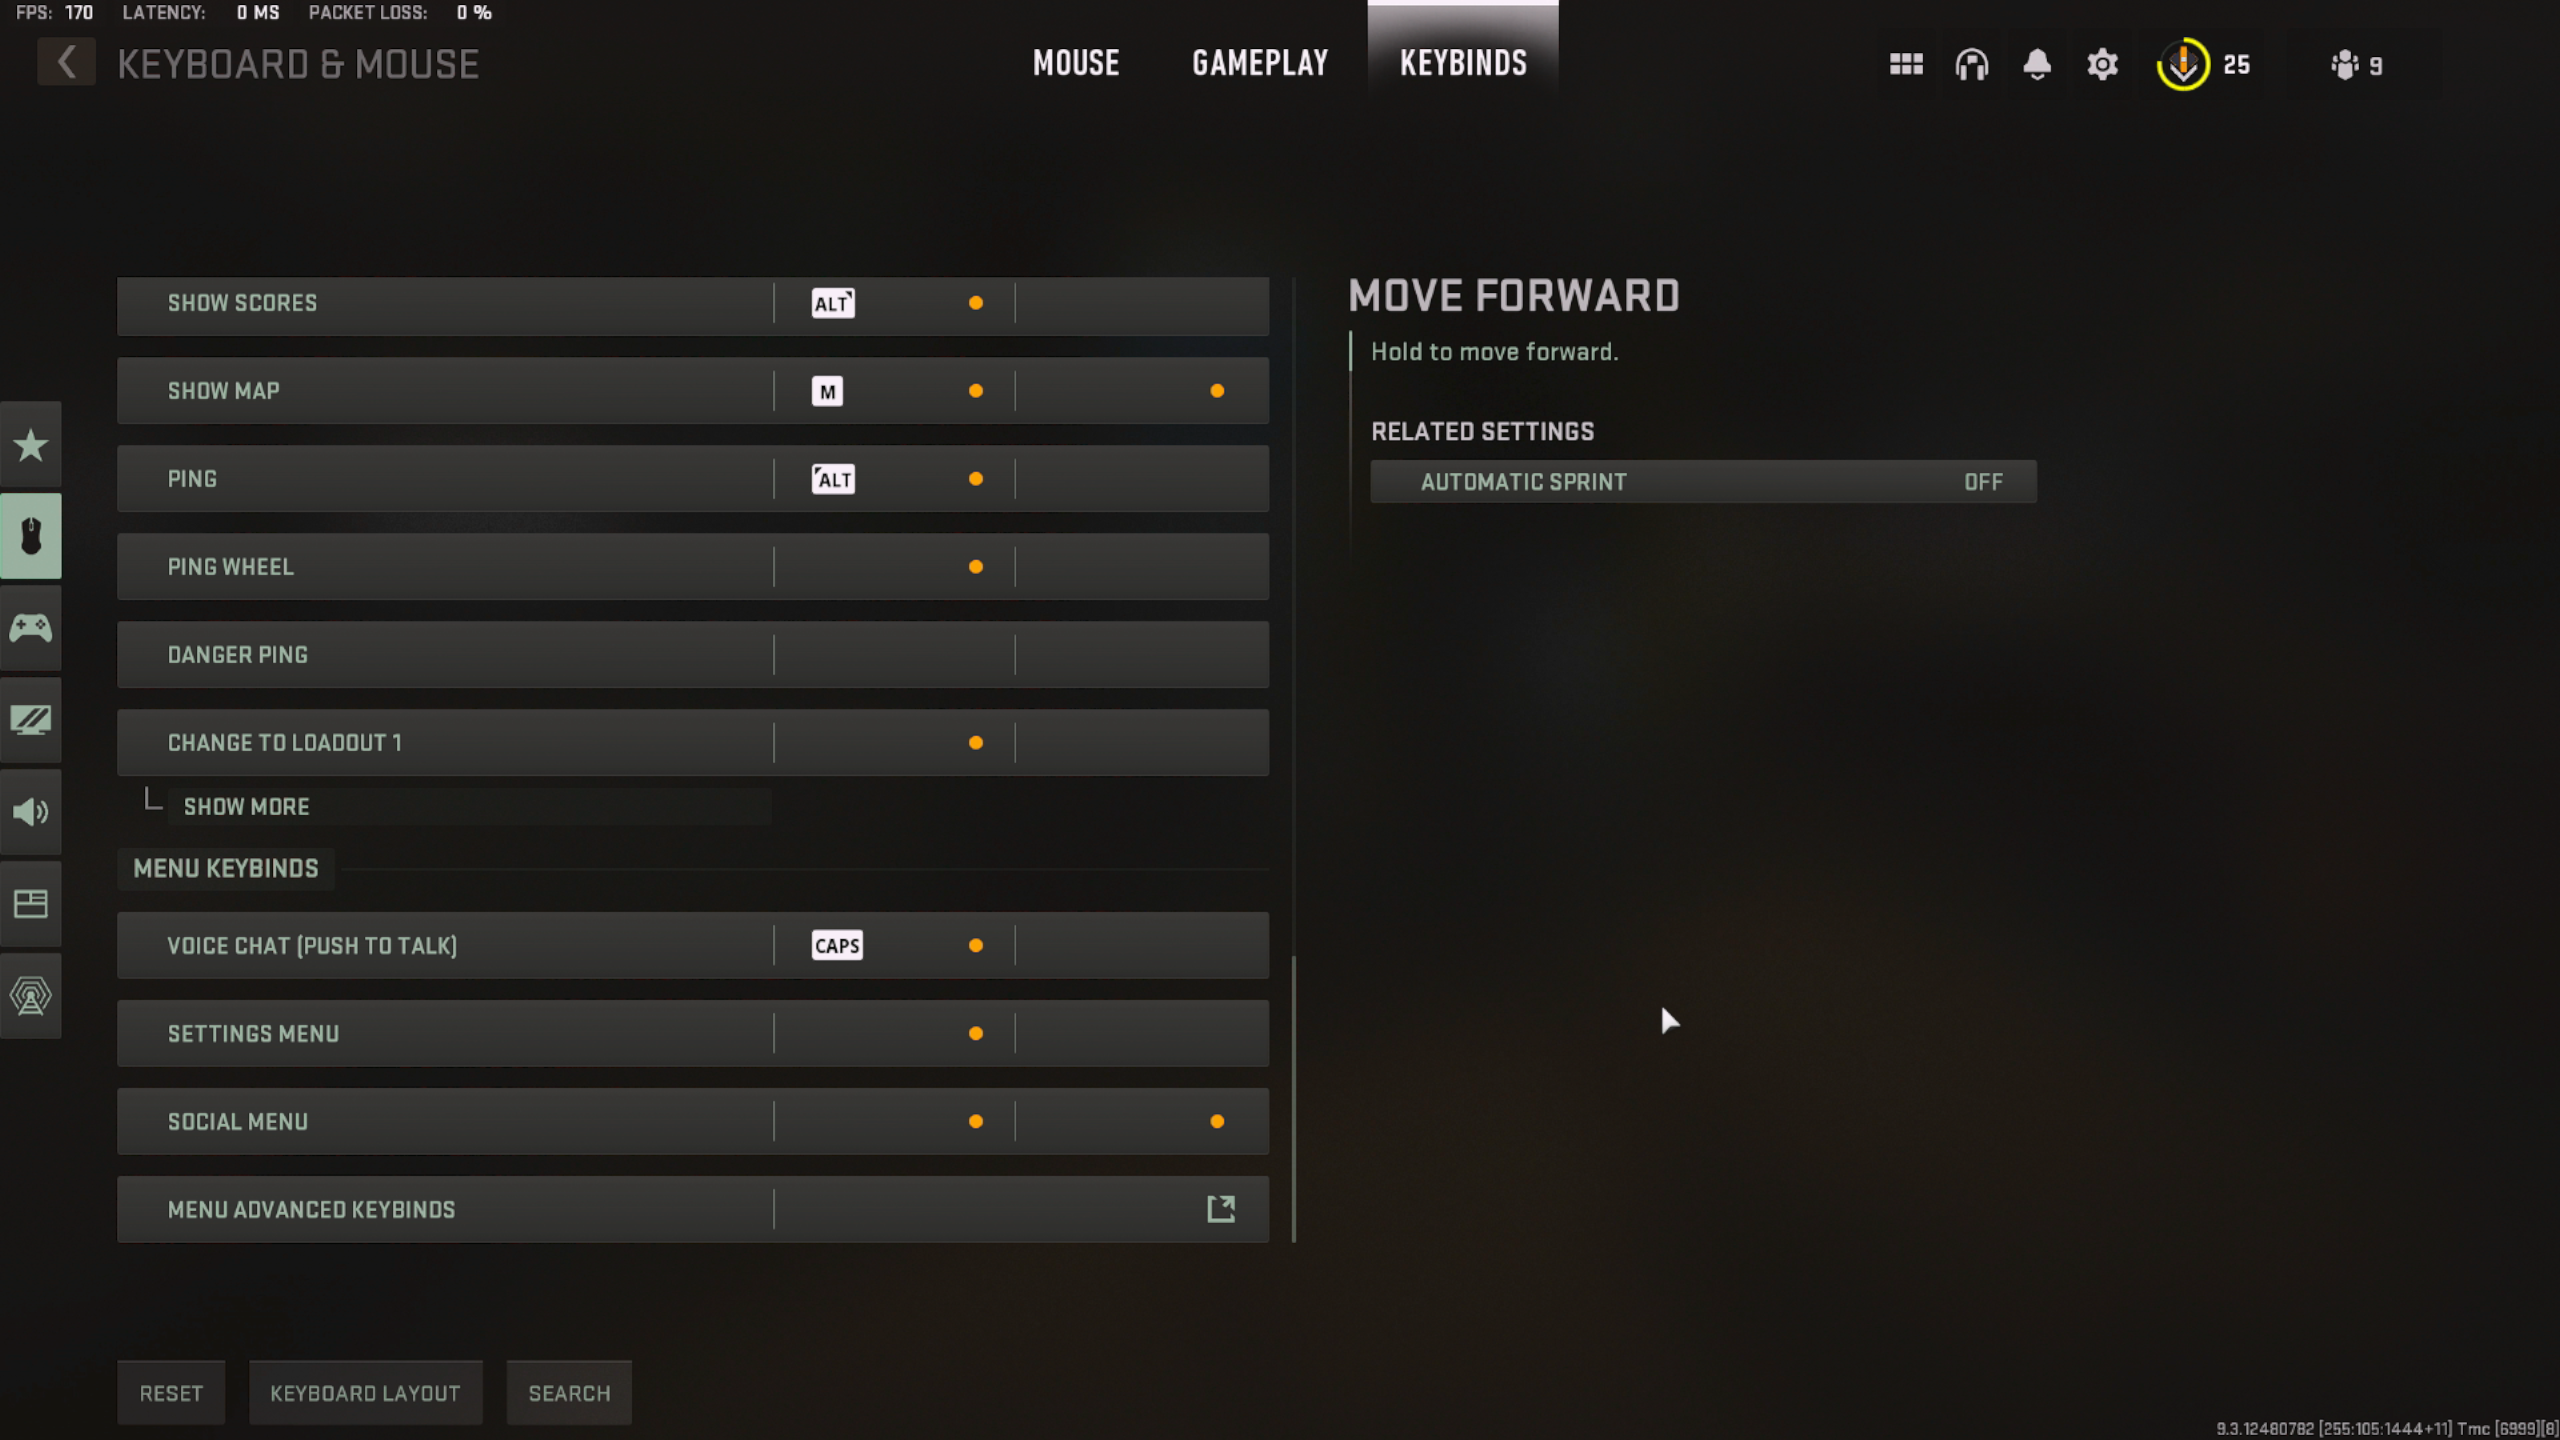 FPS: 170 LATENCY: 0 MS PACKET LOSS: 0 %
KEYBOARD & MOUSE
MOUSE GAMEPLAY KEYBINDS
25 9
SHOW SCORES ALT
SHOW MAP M
PING ALT
PING WHEEL
DANGER PING
CHANGE TO LOADOUT 1
SHOW MORE
MENU KEYBINDS
VOICE CHAT (PUSH TO TALK) CAPS
SETTINGS MENU
SOCIAL MENU
MENU ADVANCED KEYBINDS
MOVE FORWARD
Hold to move forward.
RELATED SETTINGS
AUTOMATIC SPRINT OFF
RESET KEYBOARD LAYOUT SEARCH
9.3.12480782 [255:105:1444+11] Tmc [6999][8]